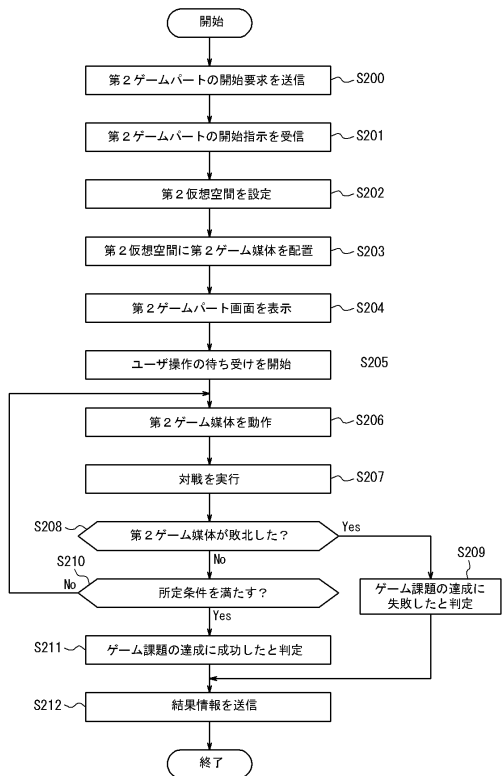 開始
第２ゲームパートの開始要求を送信
S200
第２ゲームパートの開始指示を受信
S201
第２仮想空間を設定
S202
第２仮想空間に第２ゲーム媒体を配置
S203
第２ゲームパート画面を表示
S204
ユーザ操作の待ち受けを開始
S205
第２ゲーム媒体を動作
S206
対戦を実行
S207
S208
第２ゲーム媒体が敗北した？
Yes
No
S209
ゲーム課題の達成に
失敗したと判定
S210
No
所定条件を満たす？
Yes
S211
ゲーム課題の達成に成功したと判定
S212
結果情報を送信
終了